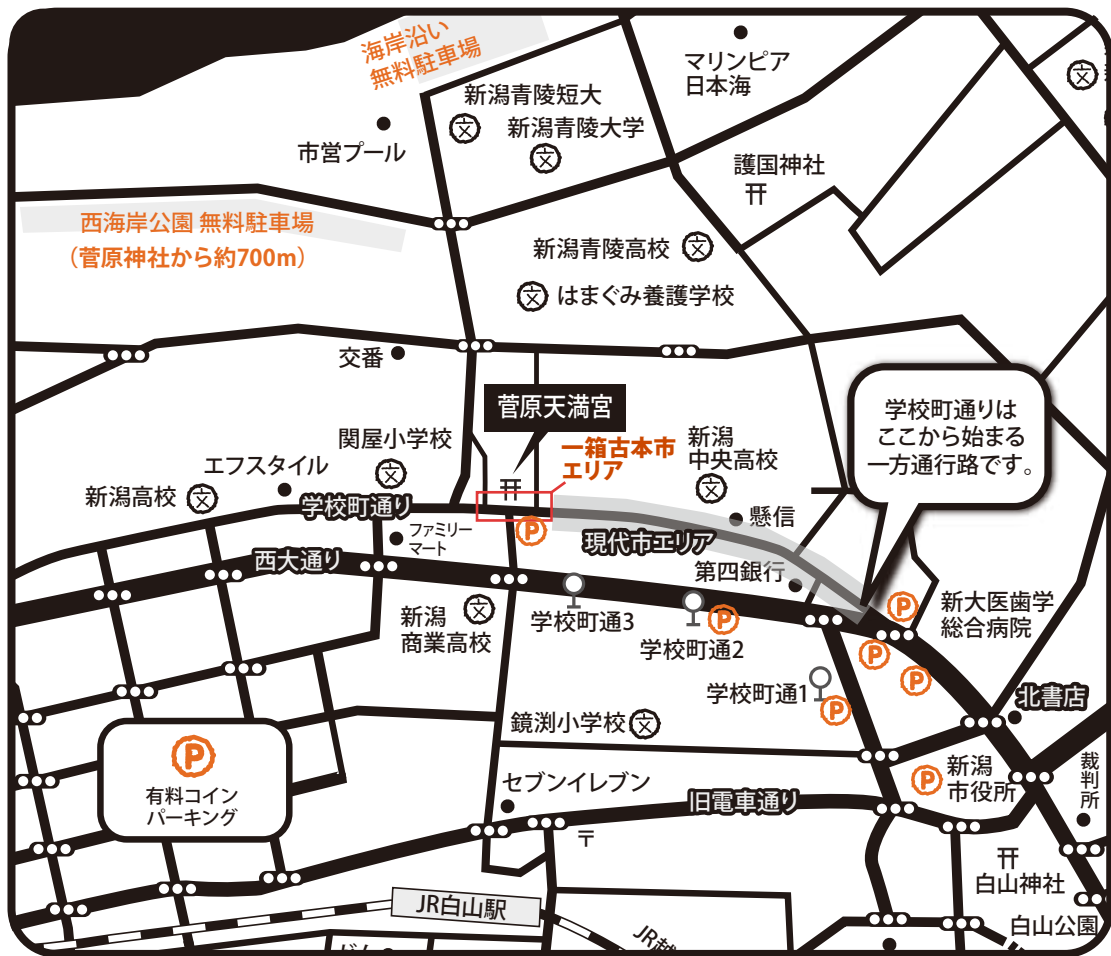 海岸沿い
無料駐車場
マリンピア
日本海
新潟青陵短大
新潟青陵大学
市営プール
護国神社
西海岸公園 無料駐車場
（菅原神社から約700m）
新潟青陵高校
はまぐみ養護学校
交番
菅原天満宮
学校町通りは
ここから始まる
一方通行路です。
関屋小学校
一箱古本市
エリア
新潟
中央高校
エフスタイル
新潟高校
学校町通り
懸信
ファミリー
マート
P
現代市エリア
西大通り
第四銀行
新潟
商業高校
学校町通3
学校町通2
P
P
新大医歯学
総合病院
P
P
学校町通1
P
北書店
鏡渕小学校
P
有料コイン
パーキング
セブンイレブン
旧電車通り
P
新潟
市役所
裁判所
〒
白山神社
JR白山駅
白山公園
JR越